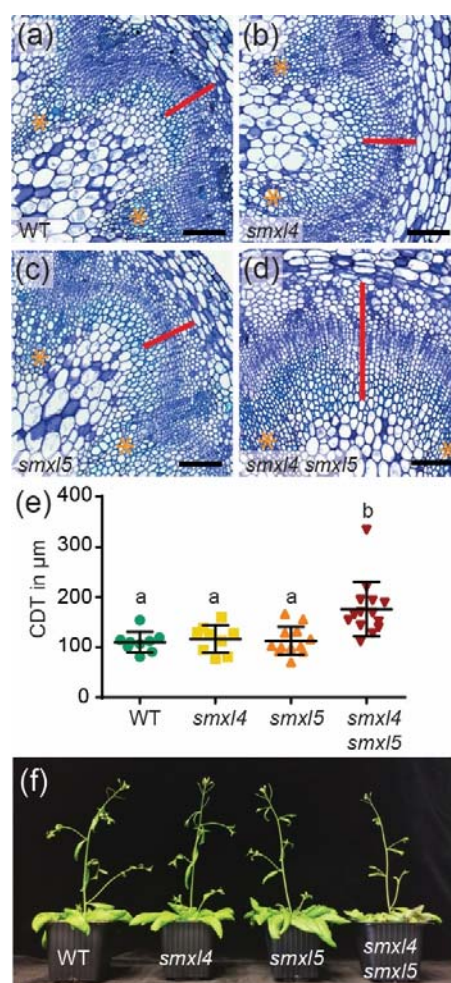 (a)
(b)
WT
smxl4
(c)
(d)
smxl5
smxl4 smxl5
(e)
400
b
300
CDT in µm
a a a
200
100
0
WT smxl4 smxl5 smxl4
smxl5
(f)
WT smxl4 smxl5 smxl4
smxl5